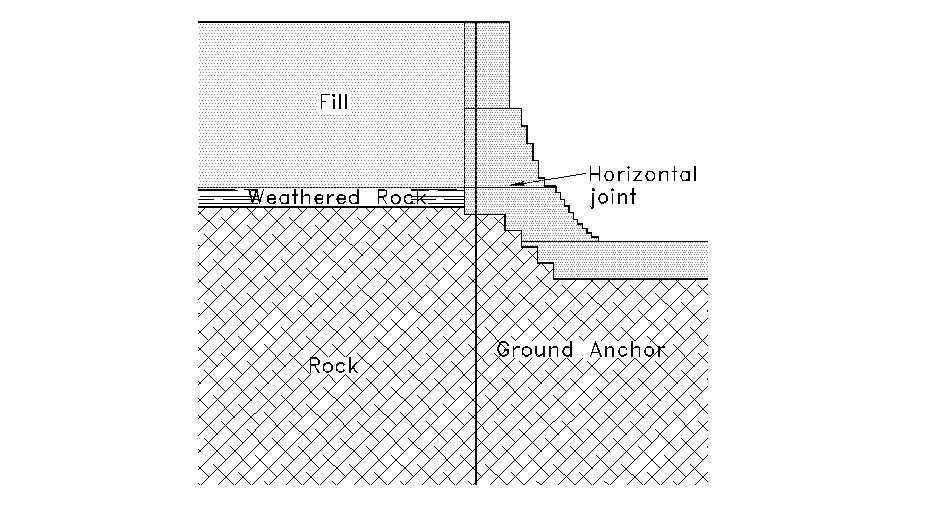 Fill
Horizontal
joint
Weathered Rock
Ground Anchor
Rock